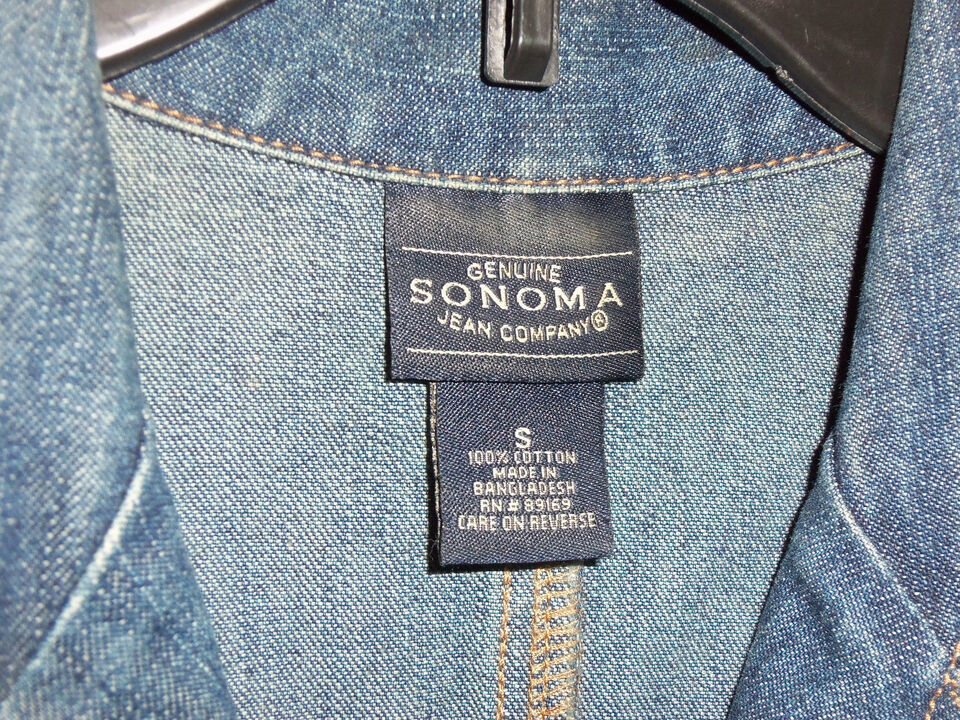 GENUINE
SONOMA
JEAN COMPANY®
S
100% COTTON
MADE IN
BANGLADESH
RN # 89169
CARE ON REVERSE